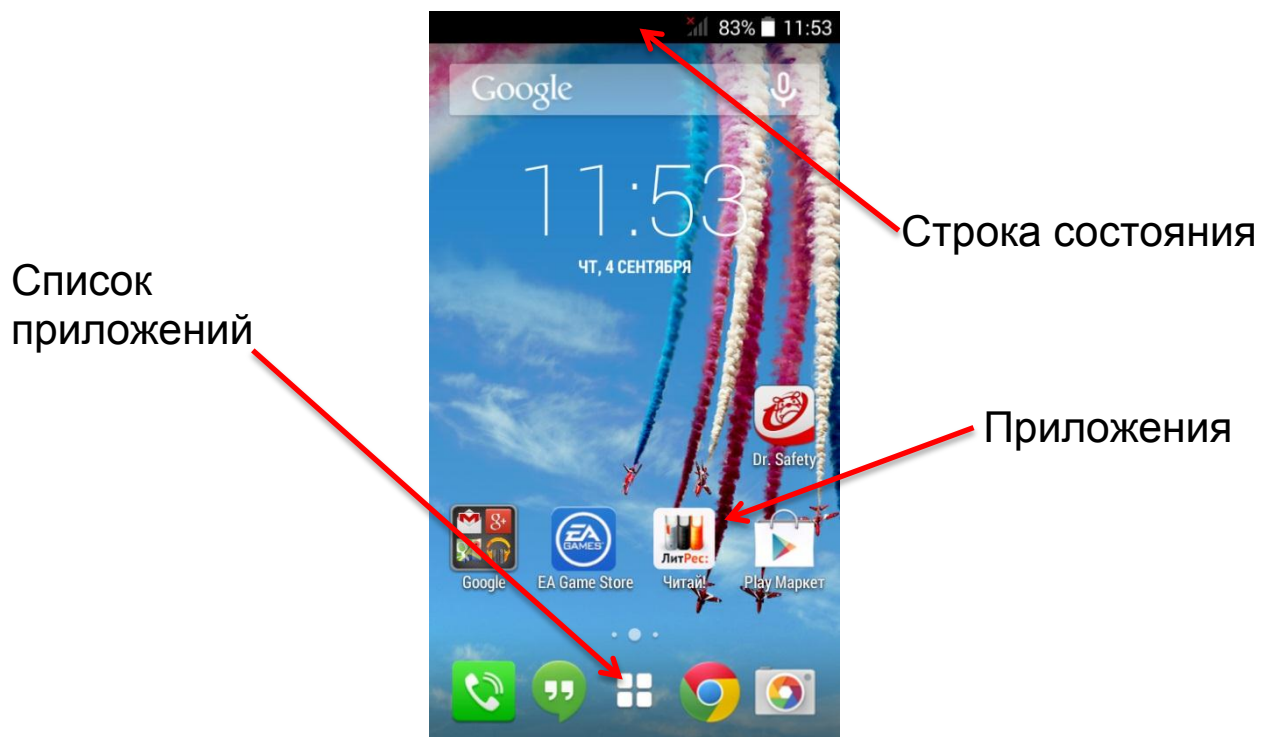 83% 11:53
Google
11:53
ЧТ, 4 СЕНТЯБРЯ
Строка состояния
Список
приложений
Приложения
Dr. Safety
8+
EA
GAMES
ЛитРес:
Google
EA Game Store
Читай!
Play Маркет